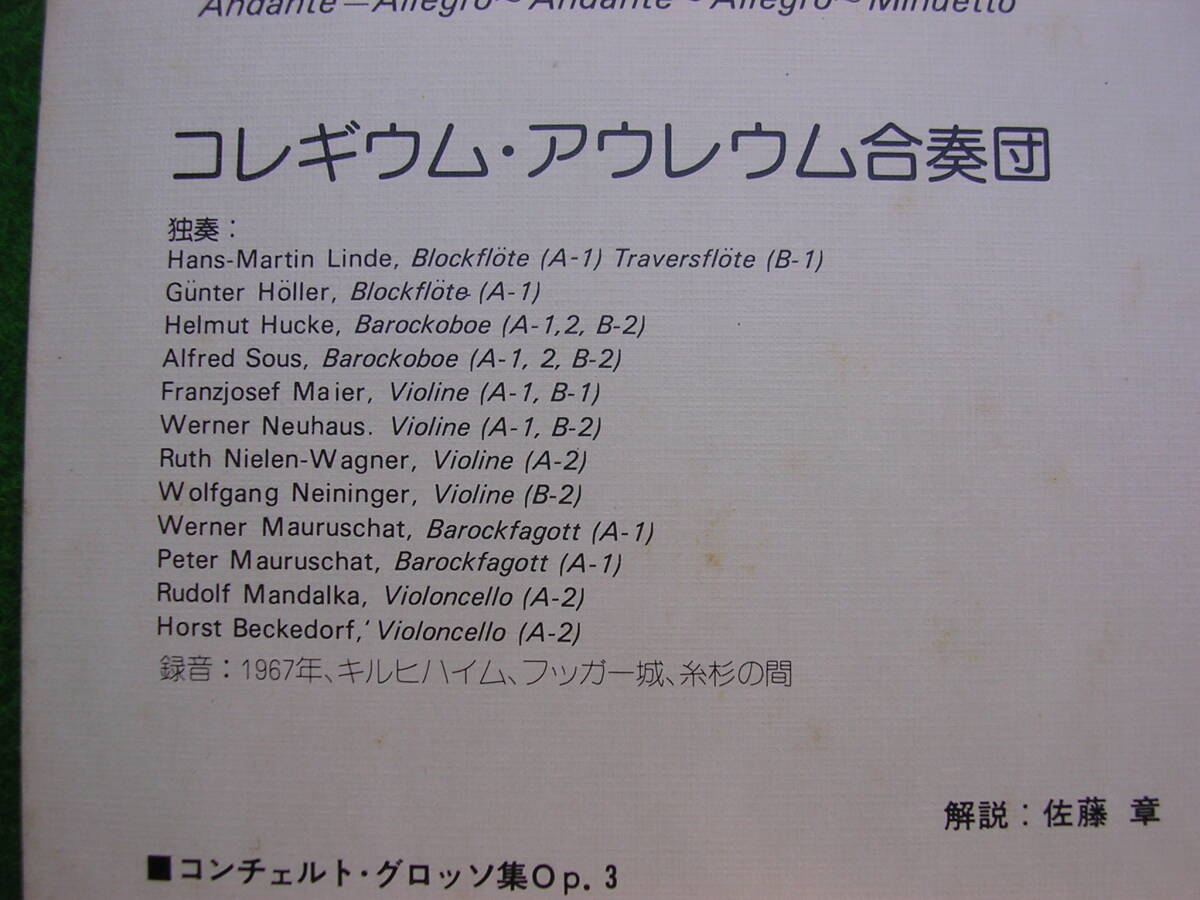 Andante—Allegro〜Andante〜Allegro〜Minuetto
コレギウム・アウレウム合奏団
独奏：
Hans-Martin Linde, Blockflöte (A-1) Traversflöte (B-1)
Günter Höller, Blockflöte (A-1)
Helmut Hucke, Barockoboe (A-1,2, B-2)
Alfred Sous, Barockoboe (A-1, 2, B-2)
Franzjosef Maier, Violine (A-1, B-1)
Werner Neuhaus. Violine (A-1, B-2)
Ruth Nielen-Wagner, Violine (A-2)
Wolfgang Neininger, Violine (B-2)
Werner Mauruschat, Barockfagott (A-1)
Peter Mauruschat, Barockfagott (A-1)
Rudolf Mandalka, Violoncello (A-2)
Horst Beckedorf,' Violoncello (A-2)
録音：1967年、キルヒハイム、フッガー城、糸杉の間
解説：佐藤 章
■コンチェルト・グロッソ集Op. 3